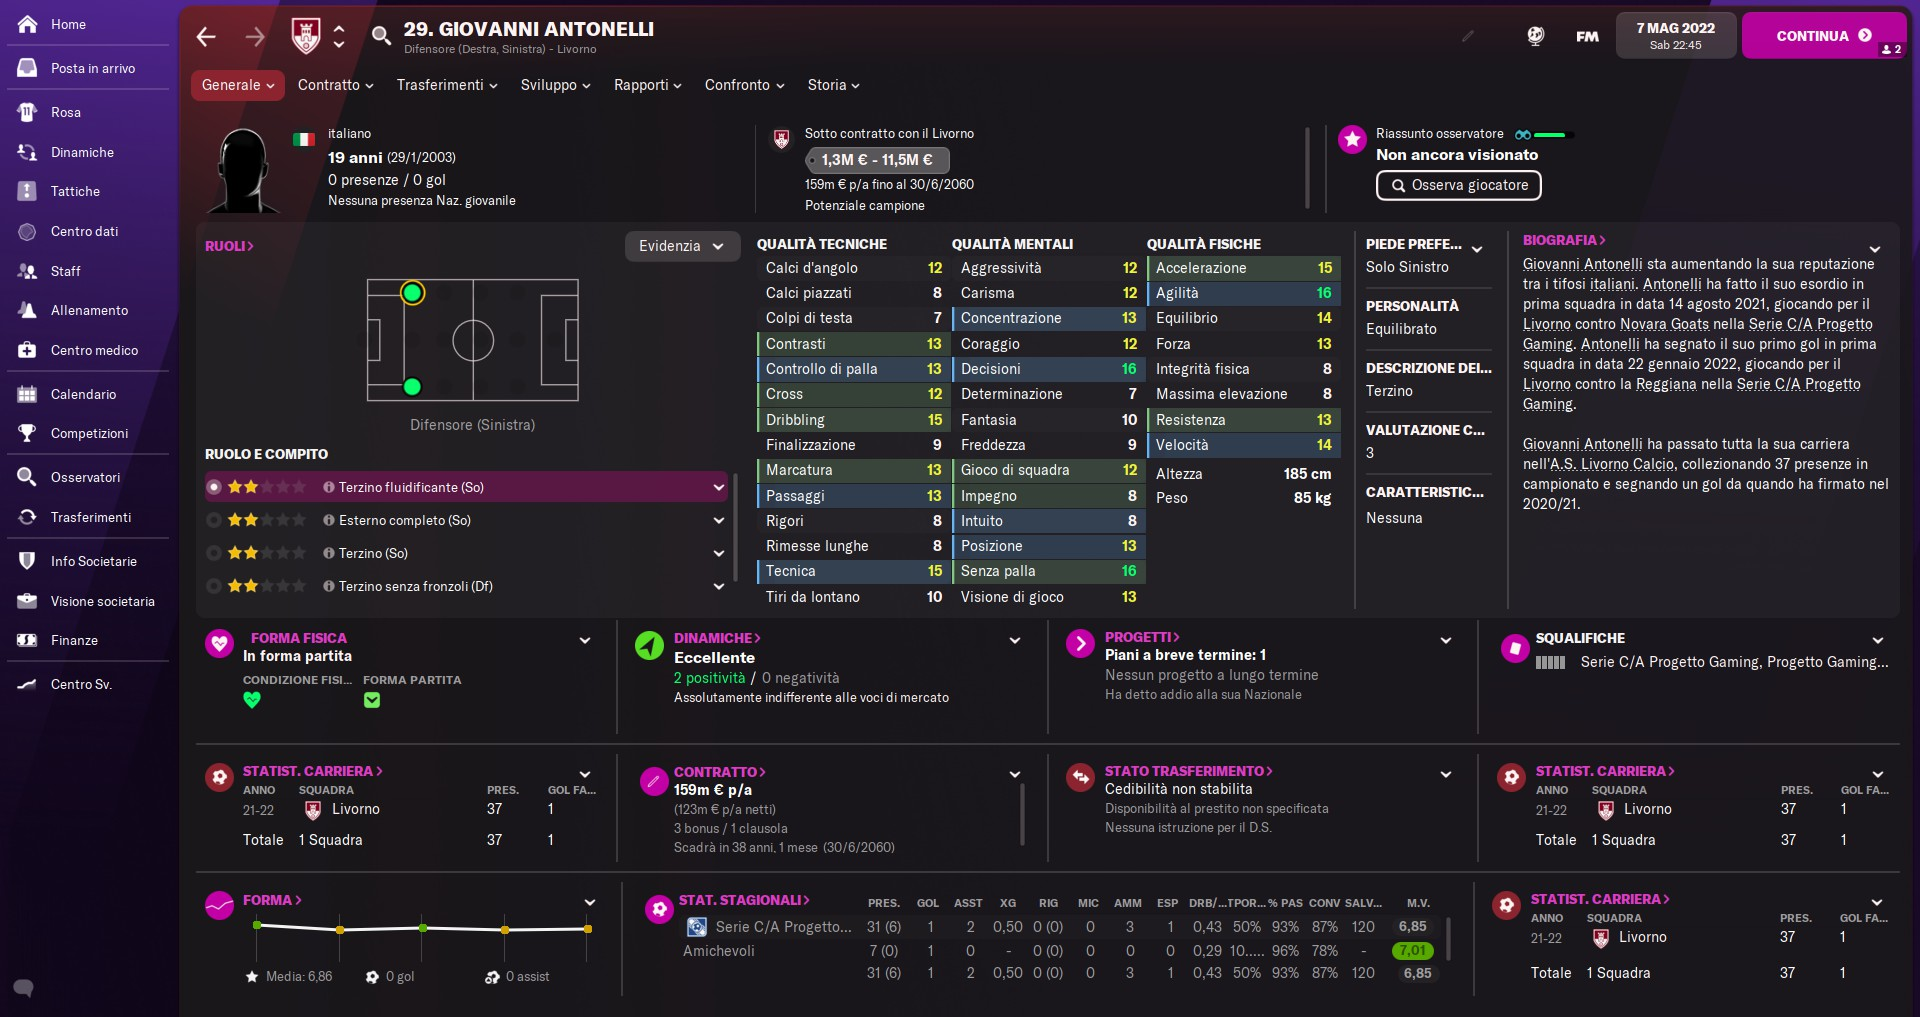 Home
Posta in arrivo
Rosa
Dinamiche
Tattiche
Centro dati
Staff
Allenamento
Centro medico
Calendario
Competizioni
Osservatori
Trasferimenti
Info Societarie
Visione societaria
Finanze
Centro Sv.
29. GIOVANNI ANTONELLI
Difensore (Destra, Sinistra) - Livorno
FM
7 MAG 2022
Sab 22:45
CONTINUA
2
Generale Contratto Trasferimenti Sviluppo Rapporti Confronto Storia
italiano
19 anni (29/1/2003)
0 presenze / 0 gol
Nessuna presenza Naz. giovanile
Sotto contratto con il Livorno
1,3M € - 11,5M €
159m € p/a fino al 30/6/2060
Potenziale campione
Riassunto osservatore
Non ancora visionato
Osserva giocatore
RUOLI
Evidenzia
Difensore (Sinistra)
RUOLO E COMPITO
Terzino fluidificante (So)
Esterno completo (So)
Terzino (So)
Terzino senza fronzoli (Df)
QUALITÀ TECNICHE
Calci d'angolo 12
Calci piazzati 8
Colpi di testa 7
Contrasti 13
Controllo di palla 13
Cross 12
Dribbling 15
Finalizzazione 9
Marcatura 13
Passaggi 13
Rigori 8
Rimesse lunghe 8
Tecnica 15
Tiri da lontano 10
QUALITÀ MENTALI
Aggressività 12
Carisma 12
Concentrazione 13
Coraggio 12
Decisioni 16
Determinazione 7
Fantasia 10
Freddezza 9
Gioco di squadra 12
Impegno 8
Intuito 8
Posizione 13
Senza palla 16
Visione di gioco 13
QUALITÀ FISICHE
Accelerazione 15
Agilità 16
Equilibrio 14
Forza 13
Integrità fisica 8
Massima elevazione 8
Resistenza 13
Velocità 14
Altezza 185 cm
Peso 85 kg
PIEDE PREFE...
Solo Sinistro
PERSONALITÀ
Equilibrato
DESCRIZIONE DEI...
Terzino
VALUTAZIONE C...
3
CARATTERISTIC...
Nessuna
BIOGRAFIA
Giovanni Antonelli sta aumentando la sua reputazione
tra i tifosi italiani. Antonelli ha fatto il suo esordio in
prima squadra in data 14 agosto 2021, giocando per il
Livorno contro Novara Goats nella Serie C/A Progetto
Gaming. Antonelli ha segnato il suo primo gol in prima
squadra in data 22 gennaio 2022, giocando per il
Livorno contro la Reggiana nella Serie C/A Progetto
Gaming.
Giovanni Antonelli ha passato tutta la sua carriera
nell'A.S. Livorno Calcio, collezionando 37 presenze in
campionato e segnando un gol da quando ha firmato nel
2020/21.
FORMA FISICA
In forma partita
CONDIZIONE FISI... FORMA PARTITA
DINAMICHE
Eccellente
2 positività / 0 negatività
Assolutamente indifferente alle voci di mercato
PROGETTI
Piani a breve termine: 1
Nessun progetto a lungo termine
Ha detto addio alla sua Nazionale
SQUALIFICHE
Serie C/A Progetto Gaming, Progetto Gaming...
STATIST. CARRIERA
ANNO SQUADRA PRES. GOL FA...
21-22 Livorno 37 1
Totale 1 Squadra 37 1
CONTRATTO
159m € p/a
(123m € p/a netti)
3 bonus / 1 clausola
Scadrà in 38 anni, 1 mese (30/6/2060)
STATO TRASFERIMENTO
Cedibilità non stabilita
Disponibilità al prestito non specificata
Nessuna istruzione per il D.S.
STATIST. CARRIERA
ANNO SQUADRA PRES. GOL FA...
21-22 Livorno 37 1
Totale 1 Squadra 37 1
FORMA
Media: 6,86 0 gol 0 assist
STAT. STAGIONALI PRES. GOL ASST XG RIG MIC AMM ESP DRB/... TPOR... % PAS CONV SALV... M.V.
Serie C/A Progetto... 31 (6) 1 2 0,50 0 (0) 0 3 1 0,43 50% 93% 87% 120 6,85
Amichevoli 7 (0) 1 0 - 0 (0) 0 0 0 0,29 10..... 96% 78% - 7,01
31 (6) 1 2 0,50 0 (0) 0 3 1 0,43 50% 93% 87% 120 6,85
STATIST. CARRIERA
ANNO SQUADRA PRES. GOL FA...
21-22 Livorno 37 1
Totale 1 Squadra 37 1